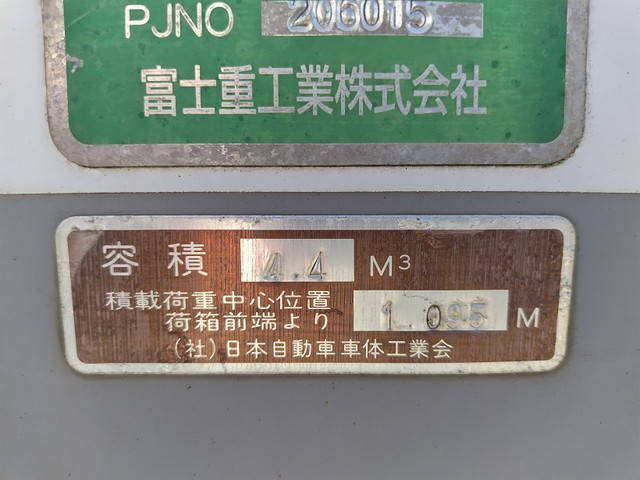 PJNO 206015
富士重工業株式会社
容積 4.4 M³
積載荷重中心位置
荷箱前端より 1.095 M
(社)日本自動車車体工業会